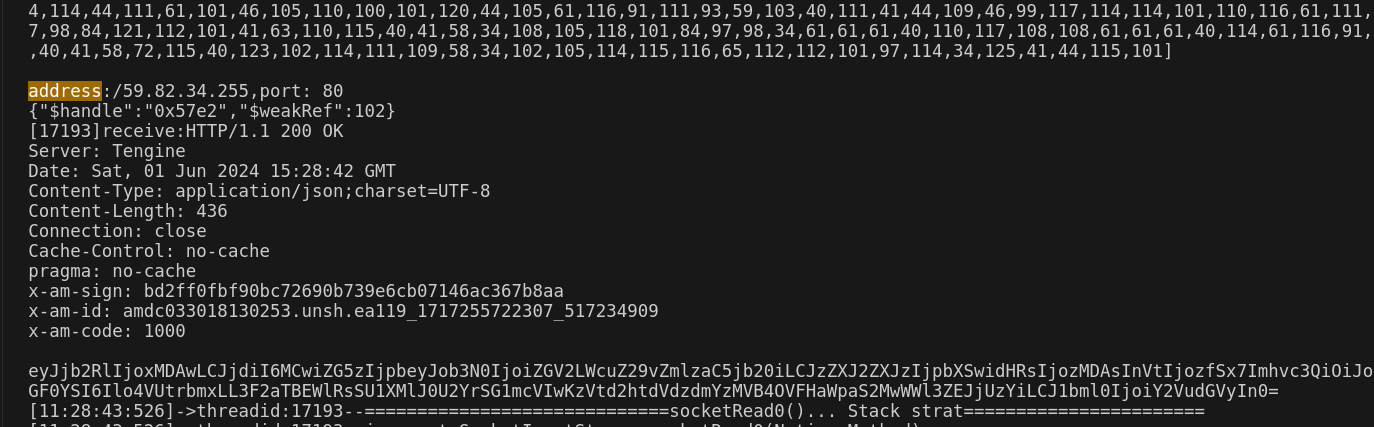 4,114,44,111,61,101,46,105,110,100,101,120,44,105,61,116,91,111,93,59,103,40,111,41,44,109,46,99,117,114,114,101,110,116,61,111,
7,98,84,121,112,101,41,63,110,115,40,41,58,34,108,105,118,101,84,97,98,34,61,61,61,40,110,117,108,108,61,61,61,40,114,61,116,91,
,40,41,58,72,115,40,123,102,114,111,109,58,34,102,105,114,115,116,65,112,112,101,97,114,34,125,41,44,115,101]
address:/59.82.34.255,port: 80
{"$handle":"0x57e2","$weakRef":102}
[17193]receive:HTTP/1.1 200 OK
Server: Tengine
Date: Sat, 01 Jun 2024 15:28:42 GMT
Content-Type: application/json;charset=UTF-8
Content-Length: 436
Connection: close
Cache-Control: no-cache
pragma: no-cache
x-am-sign: bd2ff0fbf90bc72690b739e6cb07146ac367b8aa
x-am-id: amdc033018130253.unsh.ea119_1717255722307_517234909
x-am-code: 1000
eyJjb2RlIjoxMDAwLCJjdiI6MCwiZG5zIjpbeyJob3N0IjoiZGV2LWcuZ29vZmlzaC5jb20iLCJzZXJ2ZXJzIjpbXSwidHRsIjozMDAsInVtIjozfSx7Imhvc3QiOiJo
GF0YSI6Ilo4VUtrbmxLL3F2aTBEWlRsSU1XMlJ0U2YrSG1mcVIwKzVtd2htdVdzdmYzMVB4OVFHaWpaS2MwWWl3ZEJjUzYiLCJ1bml0IjoiY2VudGVyIn0=
[11:28:43:526]->threadid:17193--=============================socketRead0()... Stack strat=======================